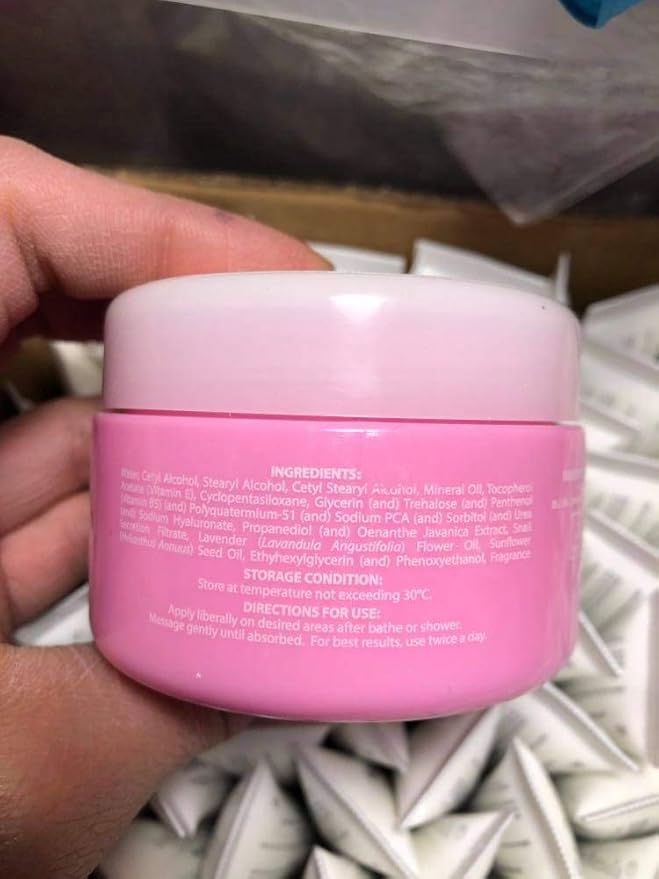 INGREDIENTS:
Water, Cetyl Alcohol, Stearyl Alcohol, Cetyl Stearyl Alcohol, Mineral Oil, Tocopherol
Acetate (Vitamin E), Cyclopentasiloxane, Glycerin (and) Trehalose (and) Panthenol
(Vitamin B5) (and) Polyquatermium-51 (and) Sodium PCA (and) Sorbitol (and) Urea
(and) Sodium Hyaluronate, Propanediol (and) Oenanthe Javanica Extract, Snail
Secretion Filtrate, Lavender (Lavandula Angustifolia) Flower Oil, Sunflower
(Helianthus Annuus) Seed Oil, Ethyhexylglycerin (and) Phenoxyethanol, Fragrance
STORAGE CONDITION:
Store at temperature not exceeding 30°C.
DIRECTIONS FOR USE:
Apply liberally on desired areas after bathe or shower.
Message gently until absorbed. For best results, use twice a day.